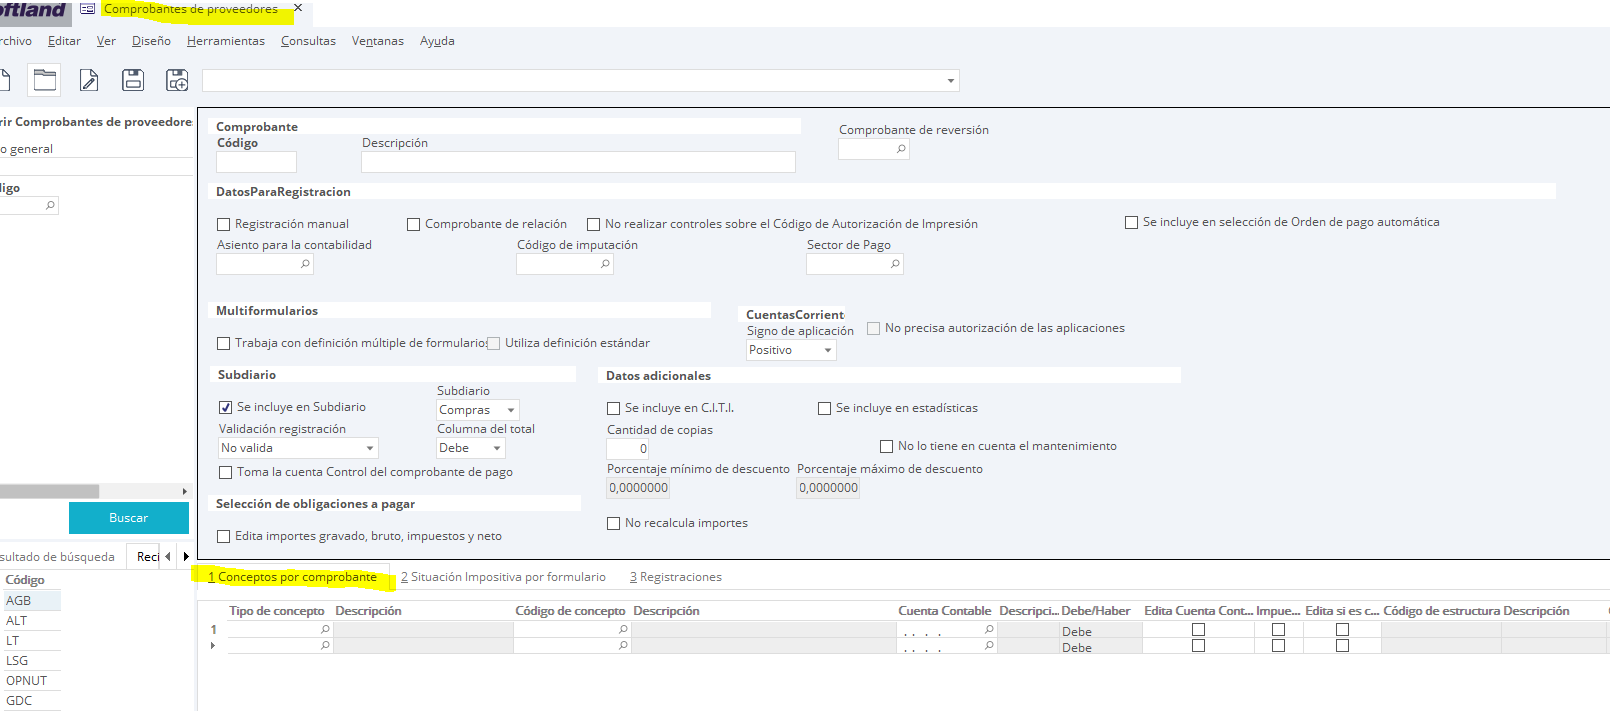 oftland Comprobantes de proveedores ×
rchivo Editar Ver Diseño Herramientas Consultas Ventanas Ayuda
rir Comprobantes de proveedores
o general
ligo
Comprobante
Código Descripción
Comprobante de reversión
DatosParaRegistracion
Registración manual Comprobante de relación No realizar controles sobre el Código de Autorización de Impresión Se incluye en selección de Orden de pago automática
Asiento para la contabilidad Código de imputación Sector de Pago
Multiformularios
Trabaja con definición múltiple de formularios Utiliza definición estándar
CuentasCorrient
Signo de aplicación No precisa autorización de las aplicaciones
Positivo
Subdiario
Subdiario
Se incluye en Subdiario Compras
Validación registración Columna del total
No valida Debe
Toma la cuenta Control del comprobante de pago
Datos adicionales
Se incluye en C.I.T.I. Se incluye en estadísticas
Cantidad de copias
0 No lo tiene en cuenta el mantenimiento
Porcentaje mínimo de descuento Porcentaje máximo de descuento
0,0000000 0,0000000
No recalcula importes
Selección de obligaciones a pagar
Edita importes gravado, bruto, impuestos y neto
Buscar
sultado de búsqueda Reci
Código
AGB
ALT
LT
LSG
OPNUT
GDC
1 Conceptos por comprobante 2 Situación Impositiva por formulario 3 Registraciones
Tipo de concepto Descripción Código de concepto Descripción Cuenta Contable Descripci... Debe/Haber Edita Cuenta Cont... Impue... Edita si es c... Código de estructura Descripción
1 . . . . Debe
. . . . Debe